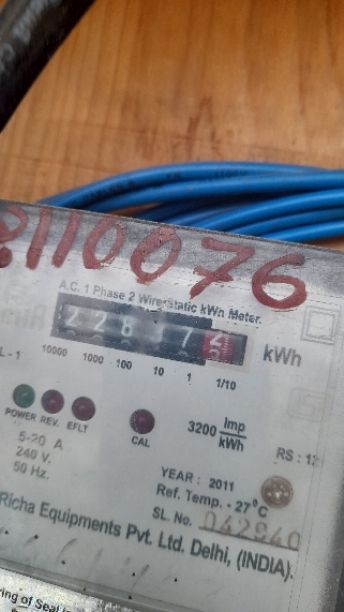 110076
A.C. 1 Phase 2 Wire Static kWh Meter.
kWh
10000 1000 100 10 1 1/10
POWER REV. EFLT
CAL
3200 Imp/kWh
5-20 A
240 V.
50 Hz.
RS : 12
YEAR : 2011
Ref. Temp. - 27°C
SL. No. 042940
Richa Equipments Pvt. Ltd. Delhi, (INDIA).